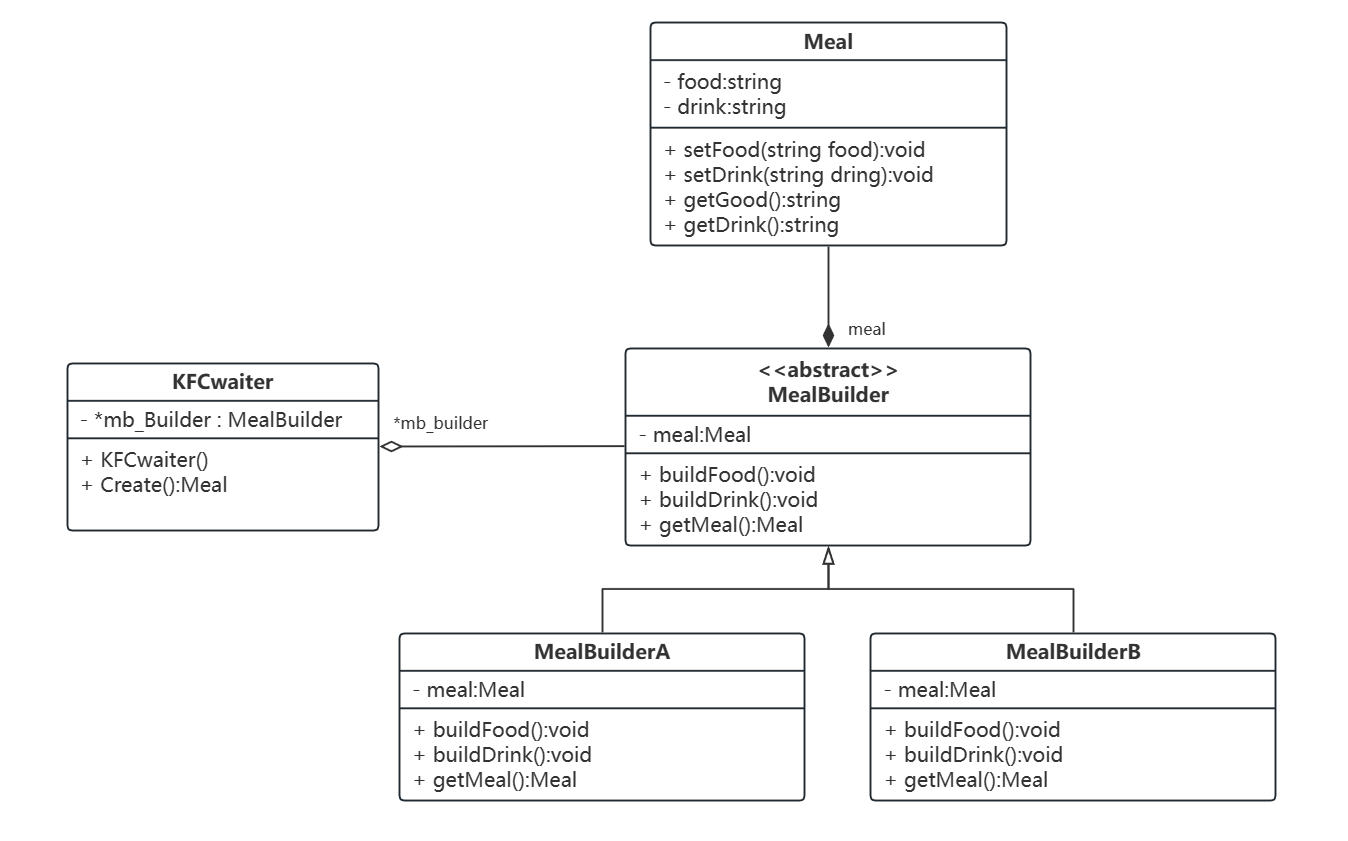 Meal
- food:string
- drink:string
+ setFood(string food):void
+ setDrink(string dring):void
+ getGood():string
+ getDrink():string
meal
KFCwaiter
- *mb_Builder : MealBuilder
+ KFCwaiter()
+ Create():Meal
*mb_builder
<<abstract>>
MealBuilder
- meal:Meal
+ buildFood():void
+ buildDrink():void
+ getMeal():Meal
MealBuilderA
- meal:Meal
+ buildFood():void
+ buildDrink():void
+ getMeal():Meal
MealBuilderB
- meal:Meal
+ buildFood():void
+ buildDrink():void
+ getMeal():Meal